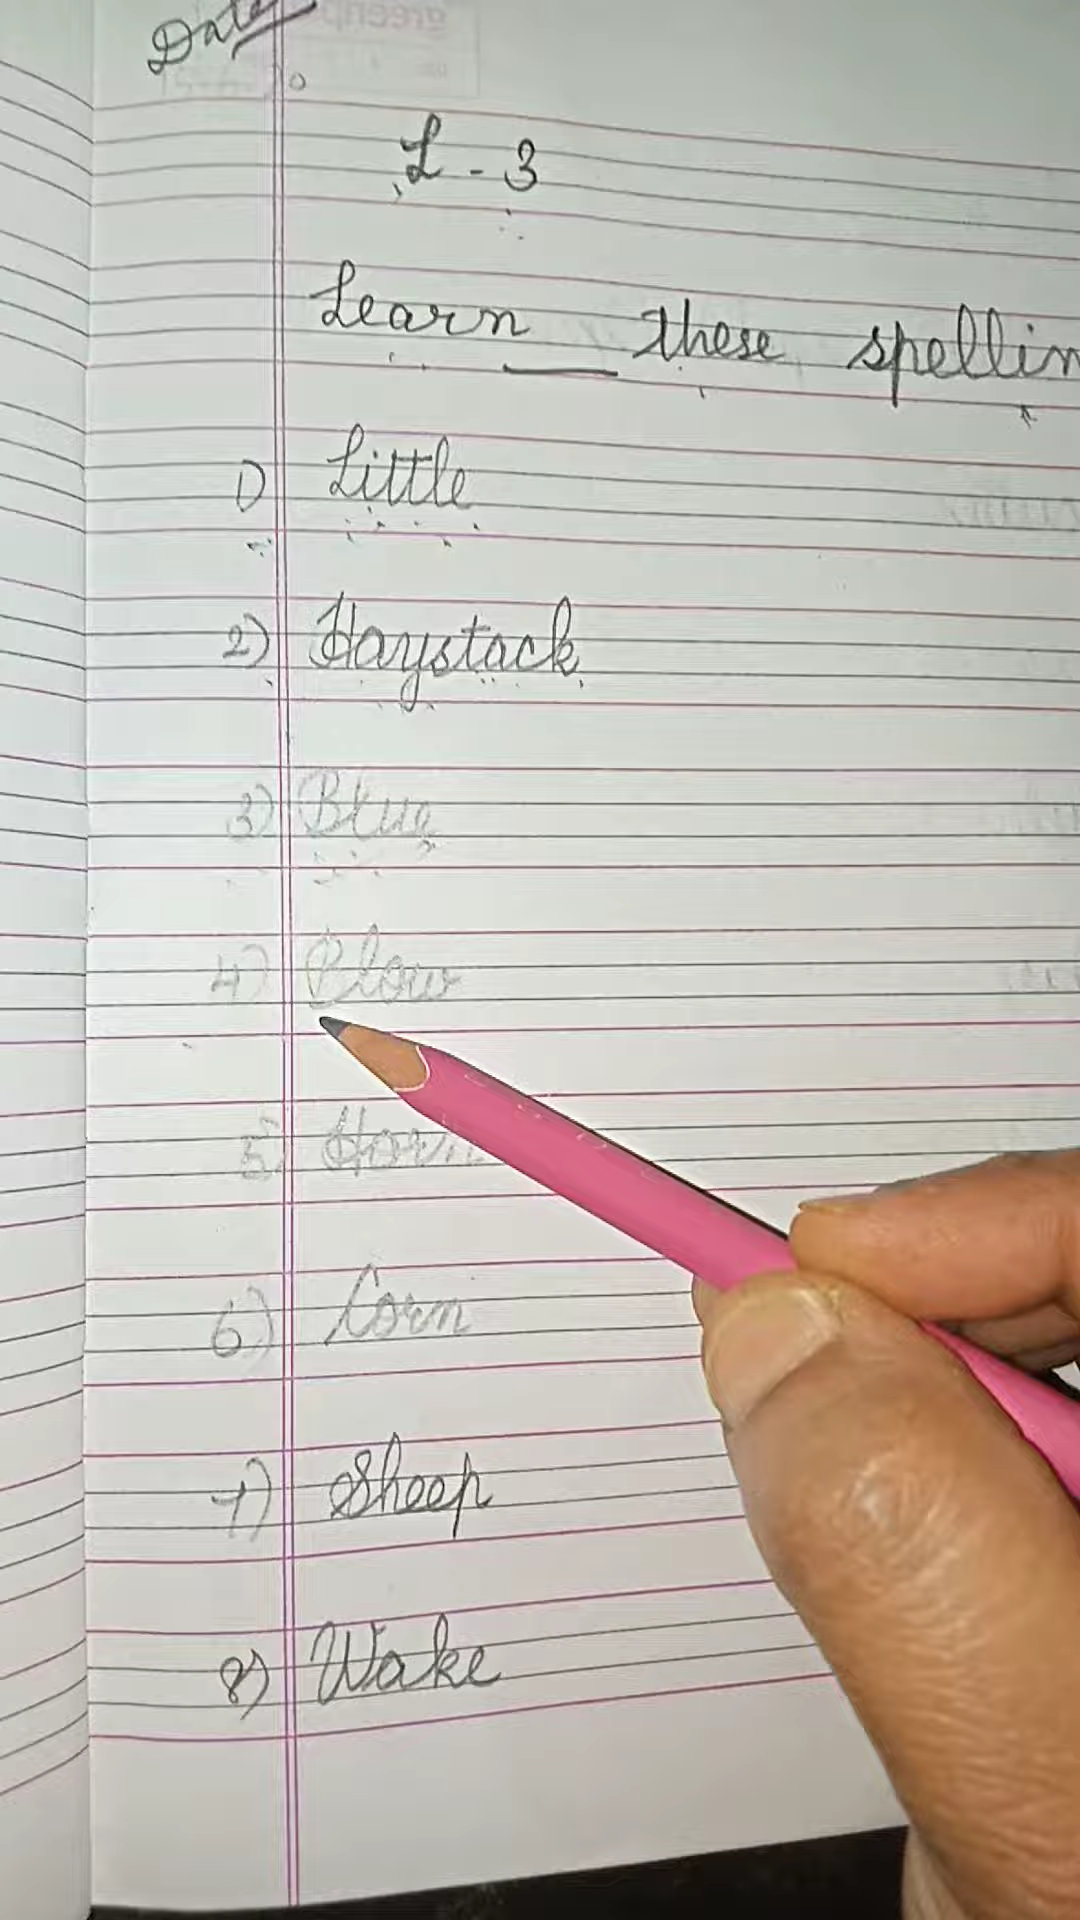 Date
L - 3
Learn these spellin
1) Little
2) Haystack
3) Blue
4) Blow
5) Horn
6) Corn
7) Sheep
8) Wake